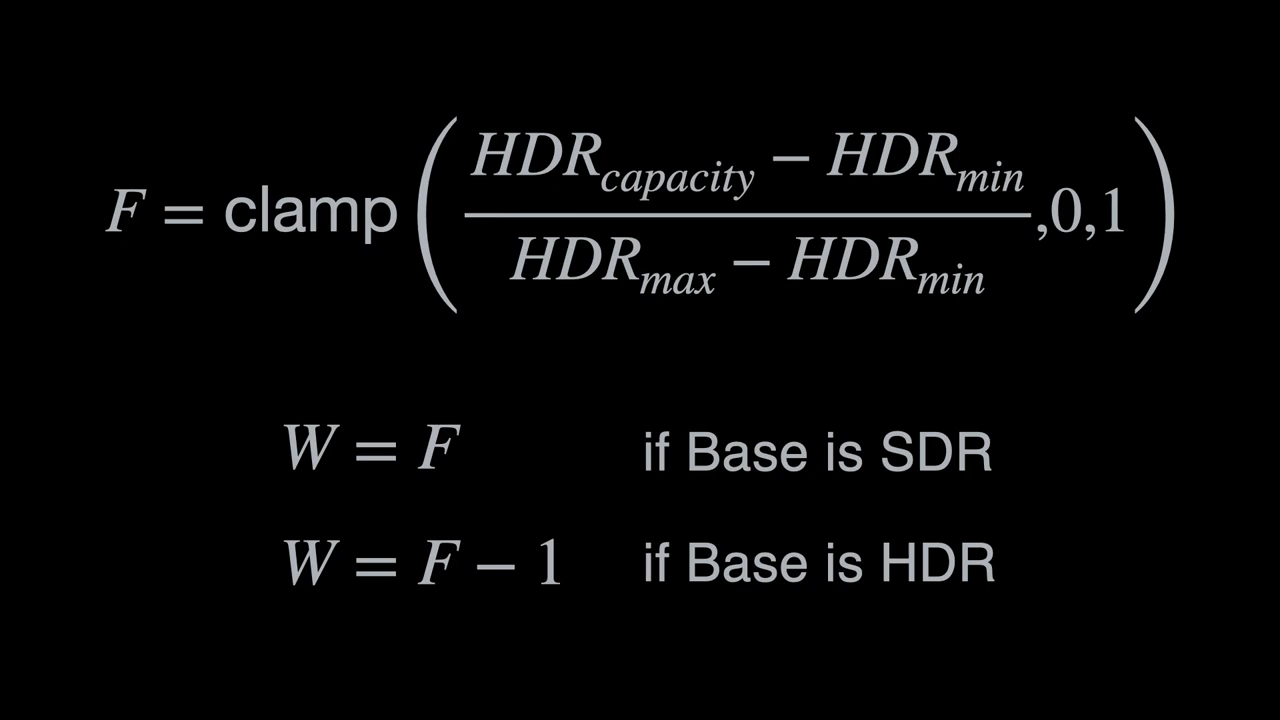 F = clamp ( (HDR_capacity − HDR_min) / (HDR_max − HDR_min) ,0,1 )
W = F if Base is SDR
W = F − 1 if Base is HDR